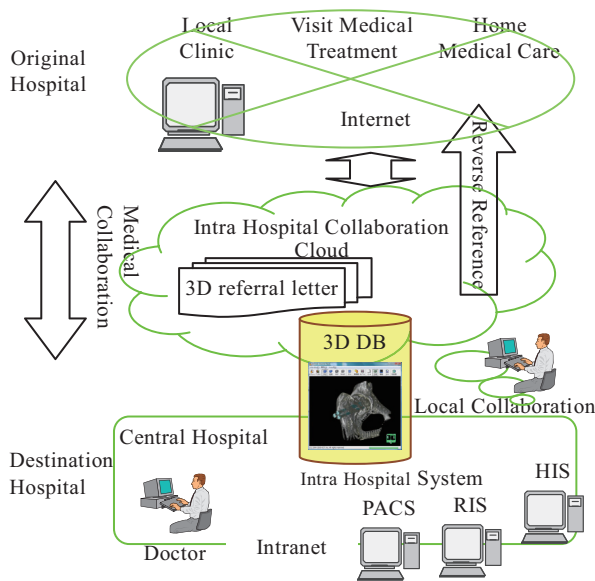 Local
Clinic
Visit Medical
Treatment
Home
Medical Care
Original
Hospital
Internet
Reverse Reference
Medical
Collaboration
Intra Hospital Collaboration
Cloud
3D referral letter
3D DB
Local Collaboration
Central Hospital
Destination
Hospital
Intra Hospital System
HIS
PACS
RIS
Doctor
Intranet